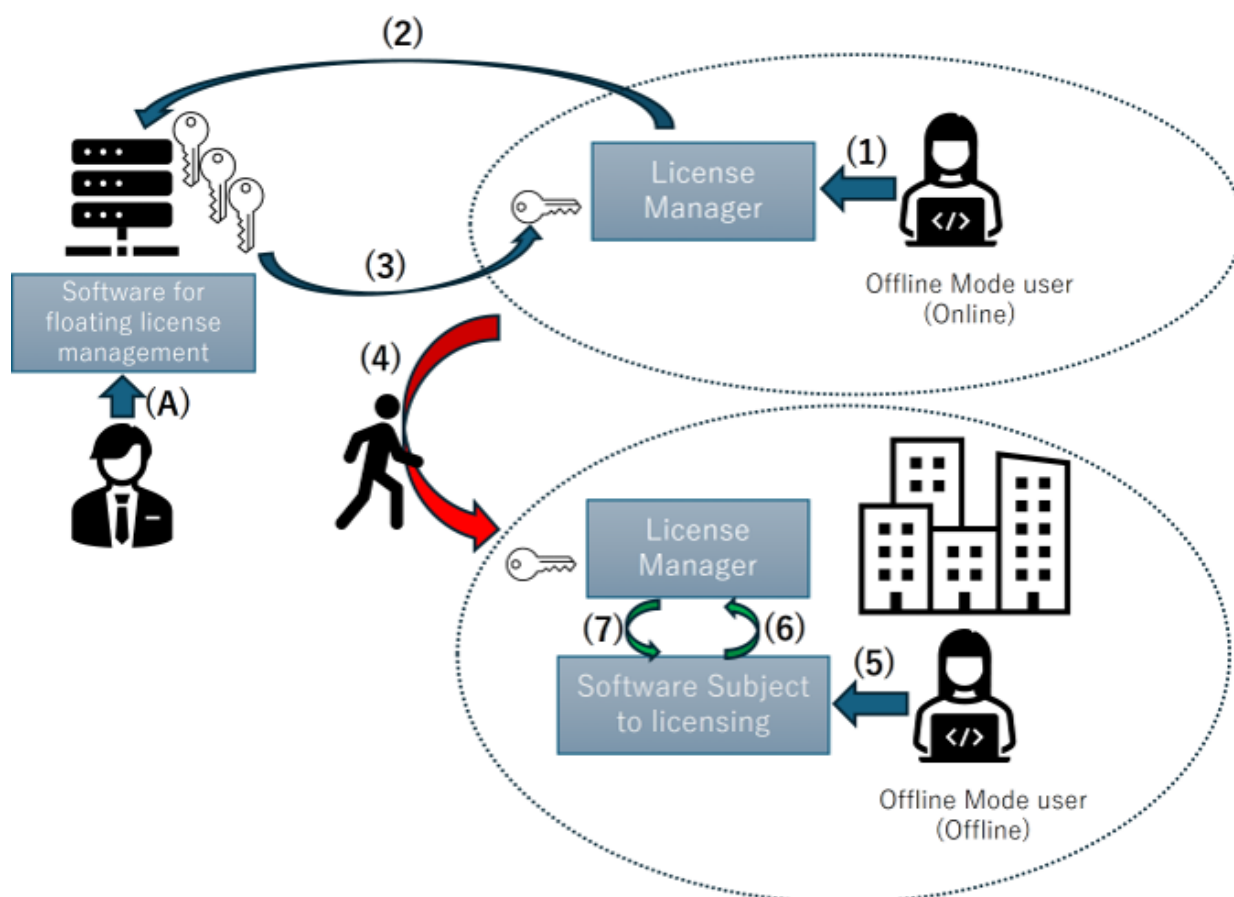 (2)
License
Manager
(1)
(3)
Offline Mode user
(Online)
Software for
floating license
management
(A)
(4)
License
Manager
(7)
(6)
(5)
Software Subject
to licensing
Offline Mode user
(Offline)